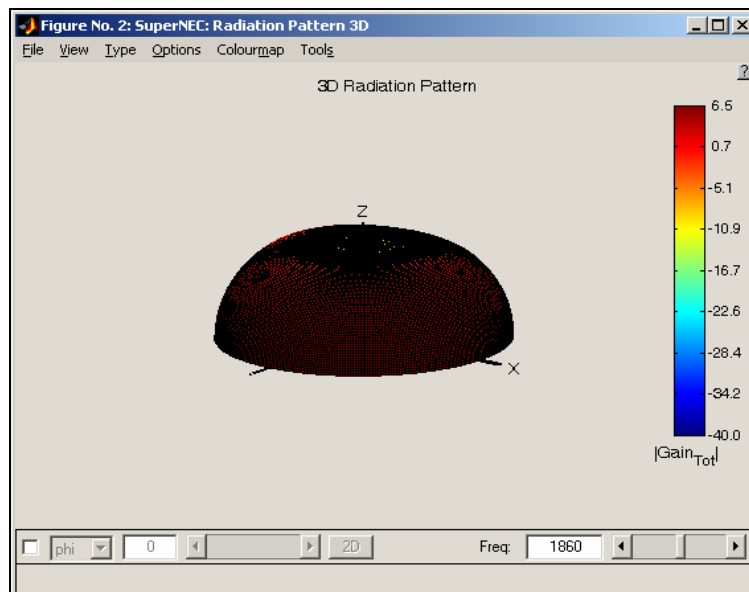 Figure No. 2: SuperNEC: Radiation Pattern 3D
File View Type Options Colourmap Tools
?
3D Radiation Pattern
6.5
0.7
-5.1
-10.9
-16.7
-22.6
-28.4
-34.2
-40.0
|GainTot|
Z
X
phi 0 2D Freq: 1860